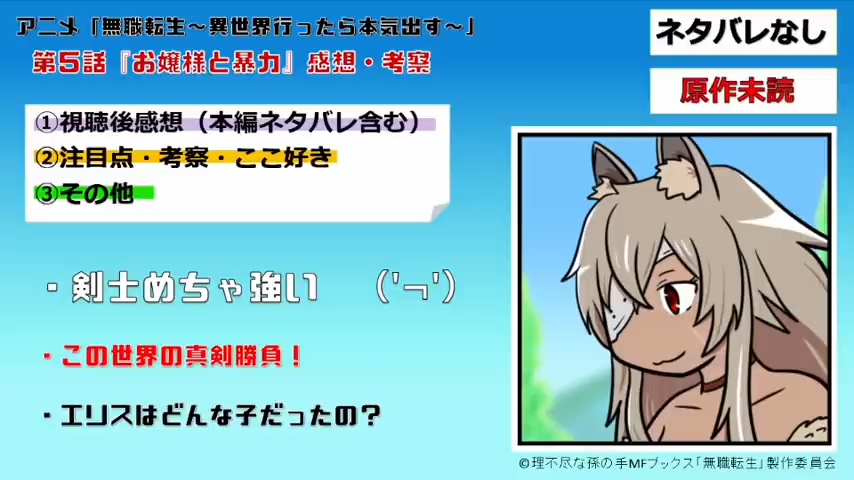 アニメ「無職転生～異世界行ったら本気出す～」
第5話『お嬢様と暴力』感想・考察
ネタバレなし
原作未読
①視聴後感想（本編ネタバレ含む）
②注目点・考察・ここ好き
③その他
・剣士めちゃ強い　('¬')
・この世界の真剣勝負！
・エリスはどんな子だったの？
©理不尽な孫の手MFブックス「無職転生」製作委員会